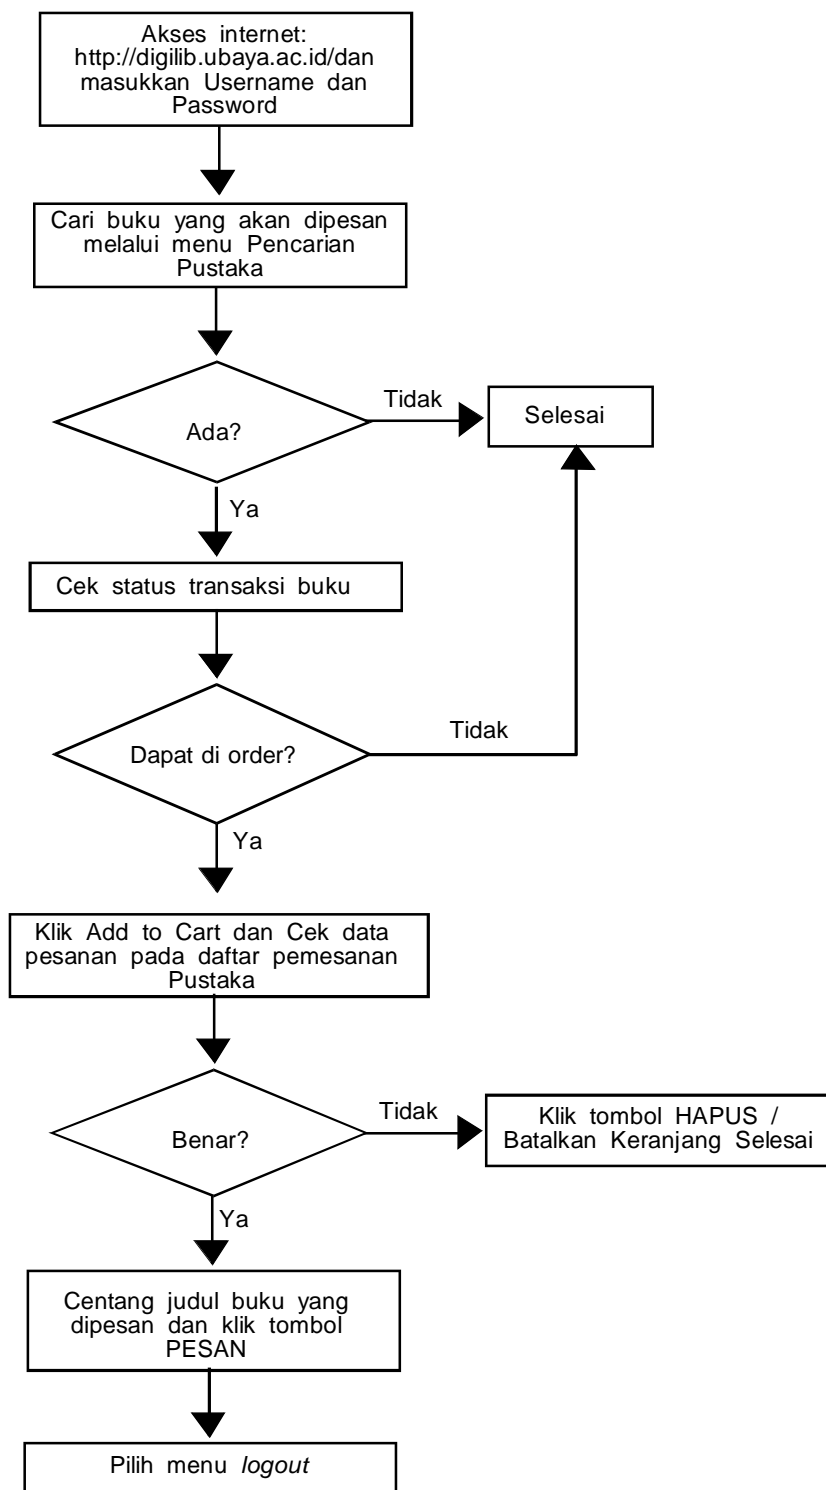 Akses internet:
http://digilib.ubaya.ac.id/dan
masukkan Username dan
Password
Cari buku yang akan dipesan
melalui menu Pencarian
Pustaka
Ada?
Tidak
Selesai
Ya
Cek status transaksi buku
Dapat di order?
Tidak
Ya
Klik Add to Cart dan Cek data
pesanan pada daftar pemesanan
Pustaka
Benar?
Tidak
Klik tombol HAPUS /
Batalkan Keranjang Selesai
Ya
Centang judul buku yang
dipesan dan klik tombol
PESAN
Pilih menu logout